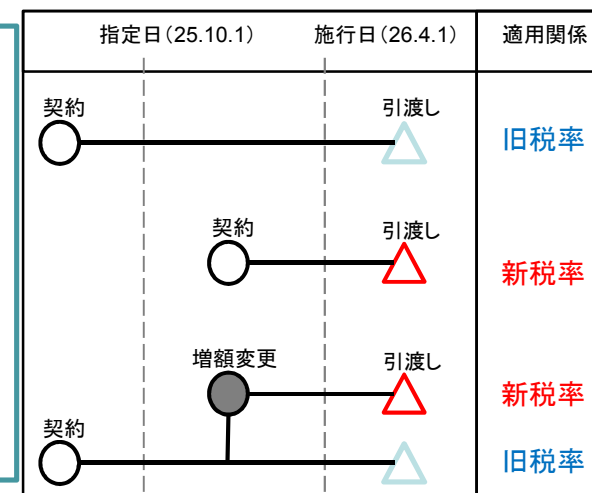 指定日(25.10.1) 施行日(26.4.1) 適用関係
契約 引渡し
旧税率
契約 引渡し
新税率
増額変更 引渡し
新税率
契約
旧税率